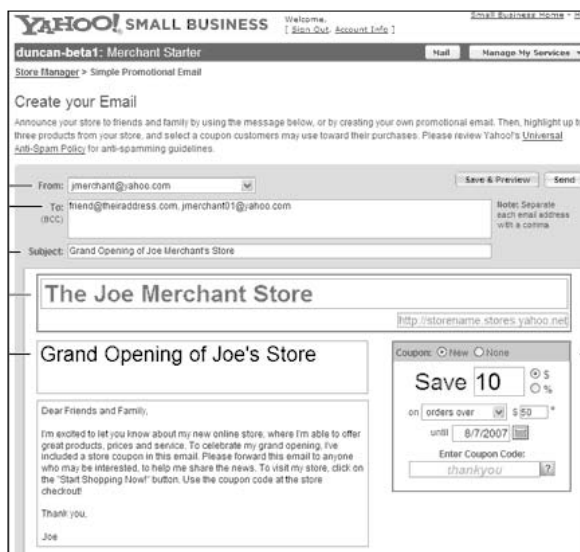 YAHOO! SMALL BUSINESS
Welcome,
[ Sign Out, Account Info ]
Small Business Home -
duncan-beta1: Merchant Starter
Mail
Manage My Services
Store Manager > Simple Promotional Email
Create your Email
Announce your store to friends and family by using the message below, or by creating your own promotional email. Then, highlight up to
three products from your store, and select a coupon customers may use toward their purchases. Please review Yahoo!'s Universal
Anti-Spam Policy for anti-spamming guidelines.
From: jmerchant@yahoo.com
Save & Preview
Send
To: friend@theiraddress.com, jmerchant01@yahoo.com
(BCC)
Note: Separate
each email address
with a comma
Subject: Grand Opening of Joe Merchant's Store
The Joe Merchant Store
http://storename.stores.yahoo.net
Grand Opening of Joe's Store
Dear Friends and Family,
I'm excited to let you know about my new online store, where I'm able to offer
great products, prices and service. To celebrate my grand opening, I've
included a store coupon in this email. Please forward this email to anyone
who may be interested, to help me share the news. To visit my store, click on
the "Start Shopping Now!" button. Use the coupon code at the store
checkout!
Thank you,
Joe
Coupon: New None
Save 10 $ %
on orders over $ 50 *
until 8/7/2007
Enter Coupon Code:
thankyou ?